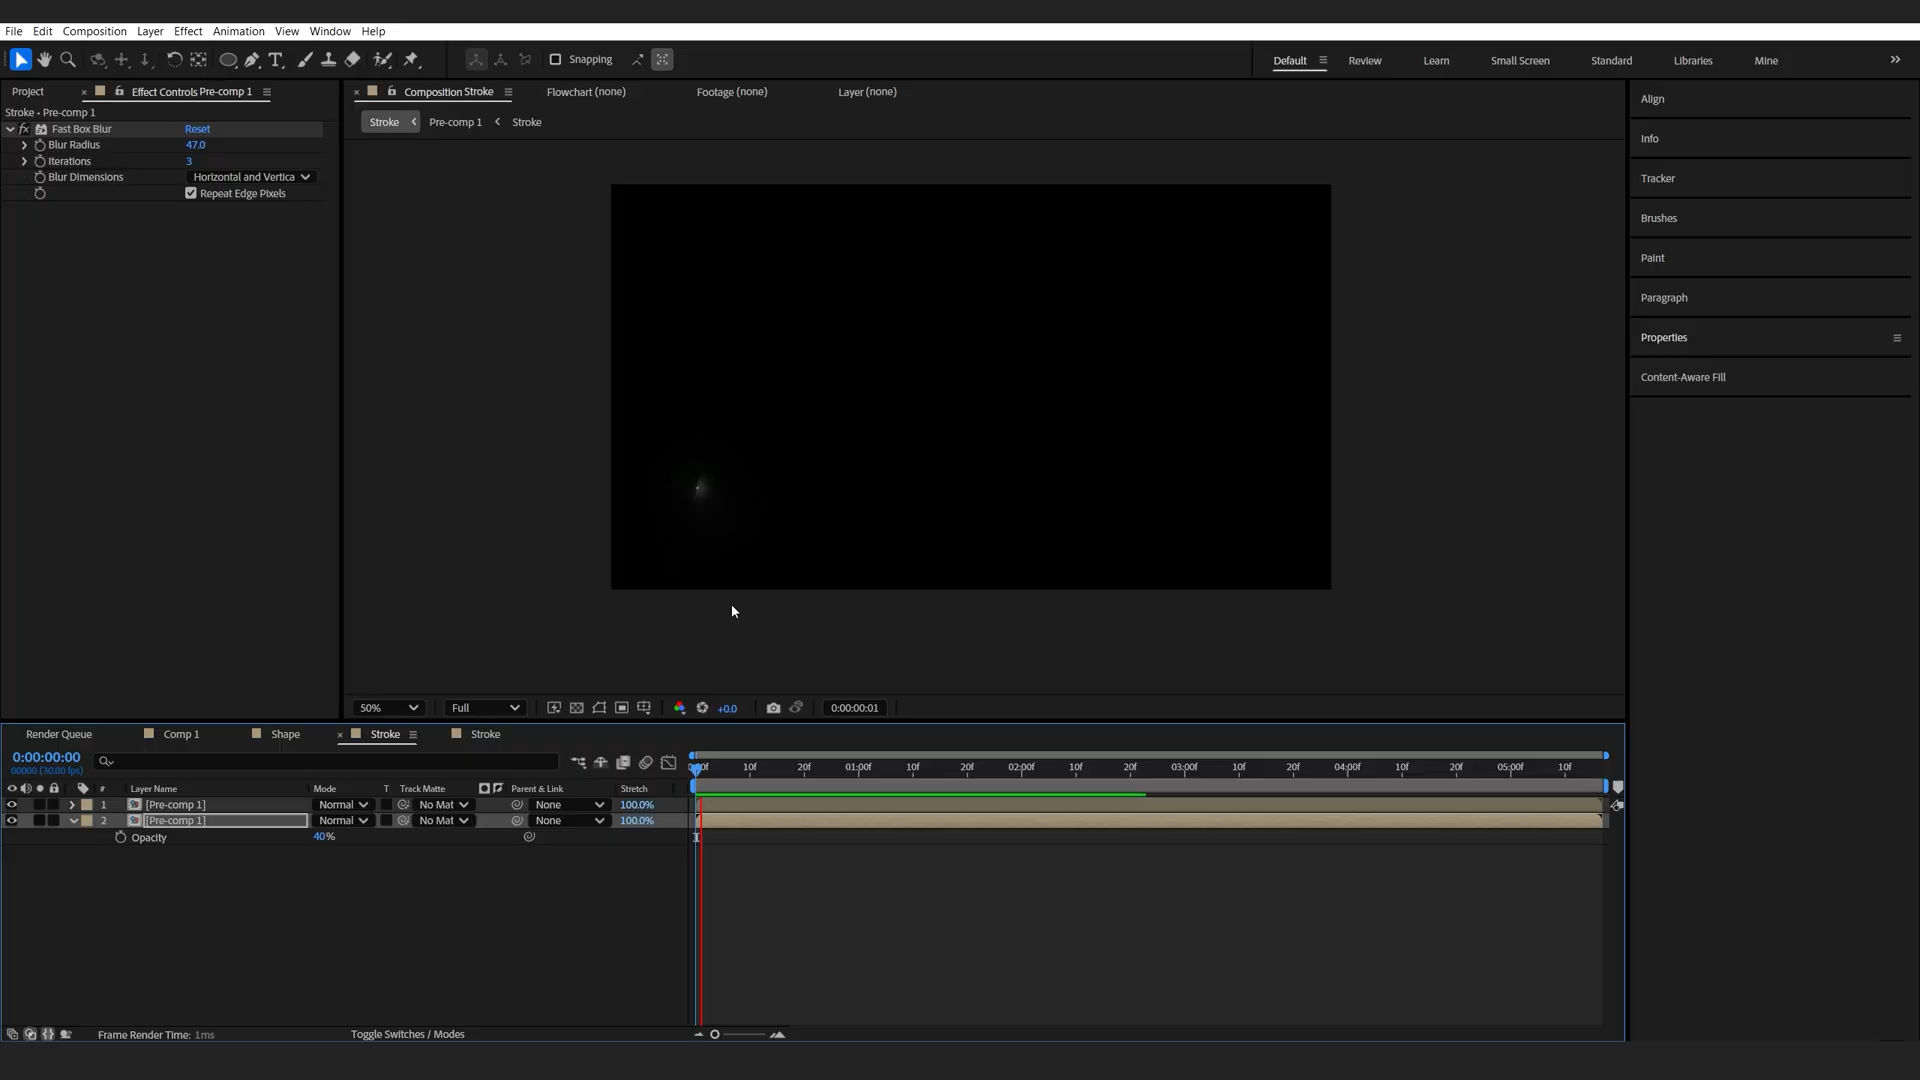 File Edit Composition Layer Effect Animation View Window Help
Snapping
Default Review Learn Small Screen Standard Libraries Mine
Project Effect Controls Pre-comp 1
Composition Stroke Flowchart (none) Footage (none) Layer (none)
Stroke • Pre-comp 1
Stroke Pre-comp 1 Stroke
fx Fast Box Blur Reset
Blur Radius 47.0
Iterations 3
Blur Dimensions Horizontal and Vertica
Repeat Edge Pixels
Align
Info
Tracker
Brushes
Paint
Paragraph
Properties
Content-Aware Fill
50% Full +0.0 0:00:00:01
Render Queue Comp 1 Shape Stroke Stroke
0:00:00:00
00000 (30.00 fps)
10f 20f 01:00f 10f 20f 02:00f 10f 20f 03:00f 10f 20f 04:00f 10f 20f 05:00f 10f
# Layer Name Mode T Track Matte Parent & Link Stretch
1 [Pre-comp 1] Normal No Mat None 100.0%
2 [Pre-comp 1] Normal No Mat None 100.0%
Opacity 40%
Frame Render Time: 1ms Toggle Switches / Modes